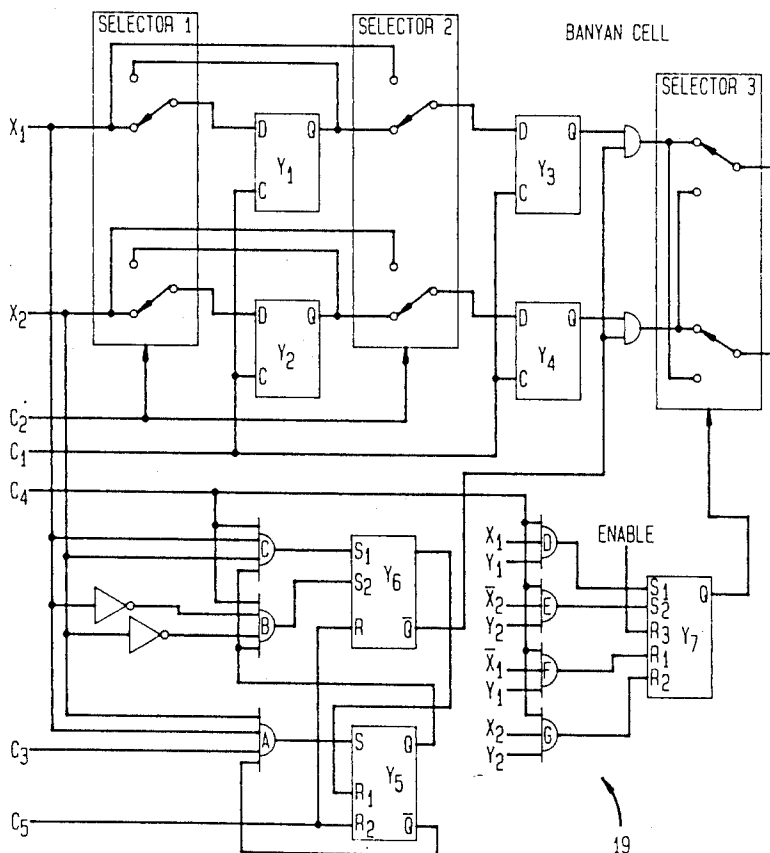 SELECTOR 1
SELECTOR 2
BANYAN CELL
SELECTOR 3
X1
D Q
Y1
C
D Q
Y3
C
X2
D Q
Y2
C
D Q
Y4
C
C2
C1
C4
C
S1
Y6
S2
R Q̅
B
X1
Y1
D
ENABLE
X̅2
Y2
E
S1 Q
S2
R3 Y7
R1
R2
X̅1
Y1
F
X2
Y2
G
A
S Q
Y5
R1
R2 Q̅
C3
C5
19